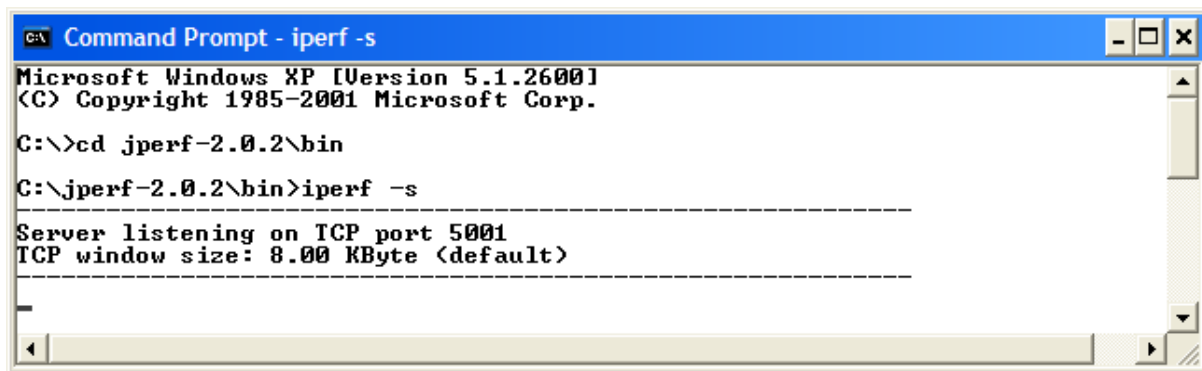 Command Prompt - iperf -s
Microsoft Windows XP [Version 5.1.2600]
(C) Copyright 1985-2001 Microsoft Corp.
C:\>cd jperf-2.0.2\bin
C:\jperf-2.0.2\bin>iperf -s
------------------------------------------------------------
Server listening on TCP port 5001
TCP window size: 8.00 KByte (default)
------------------------------------------------------------